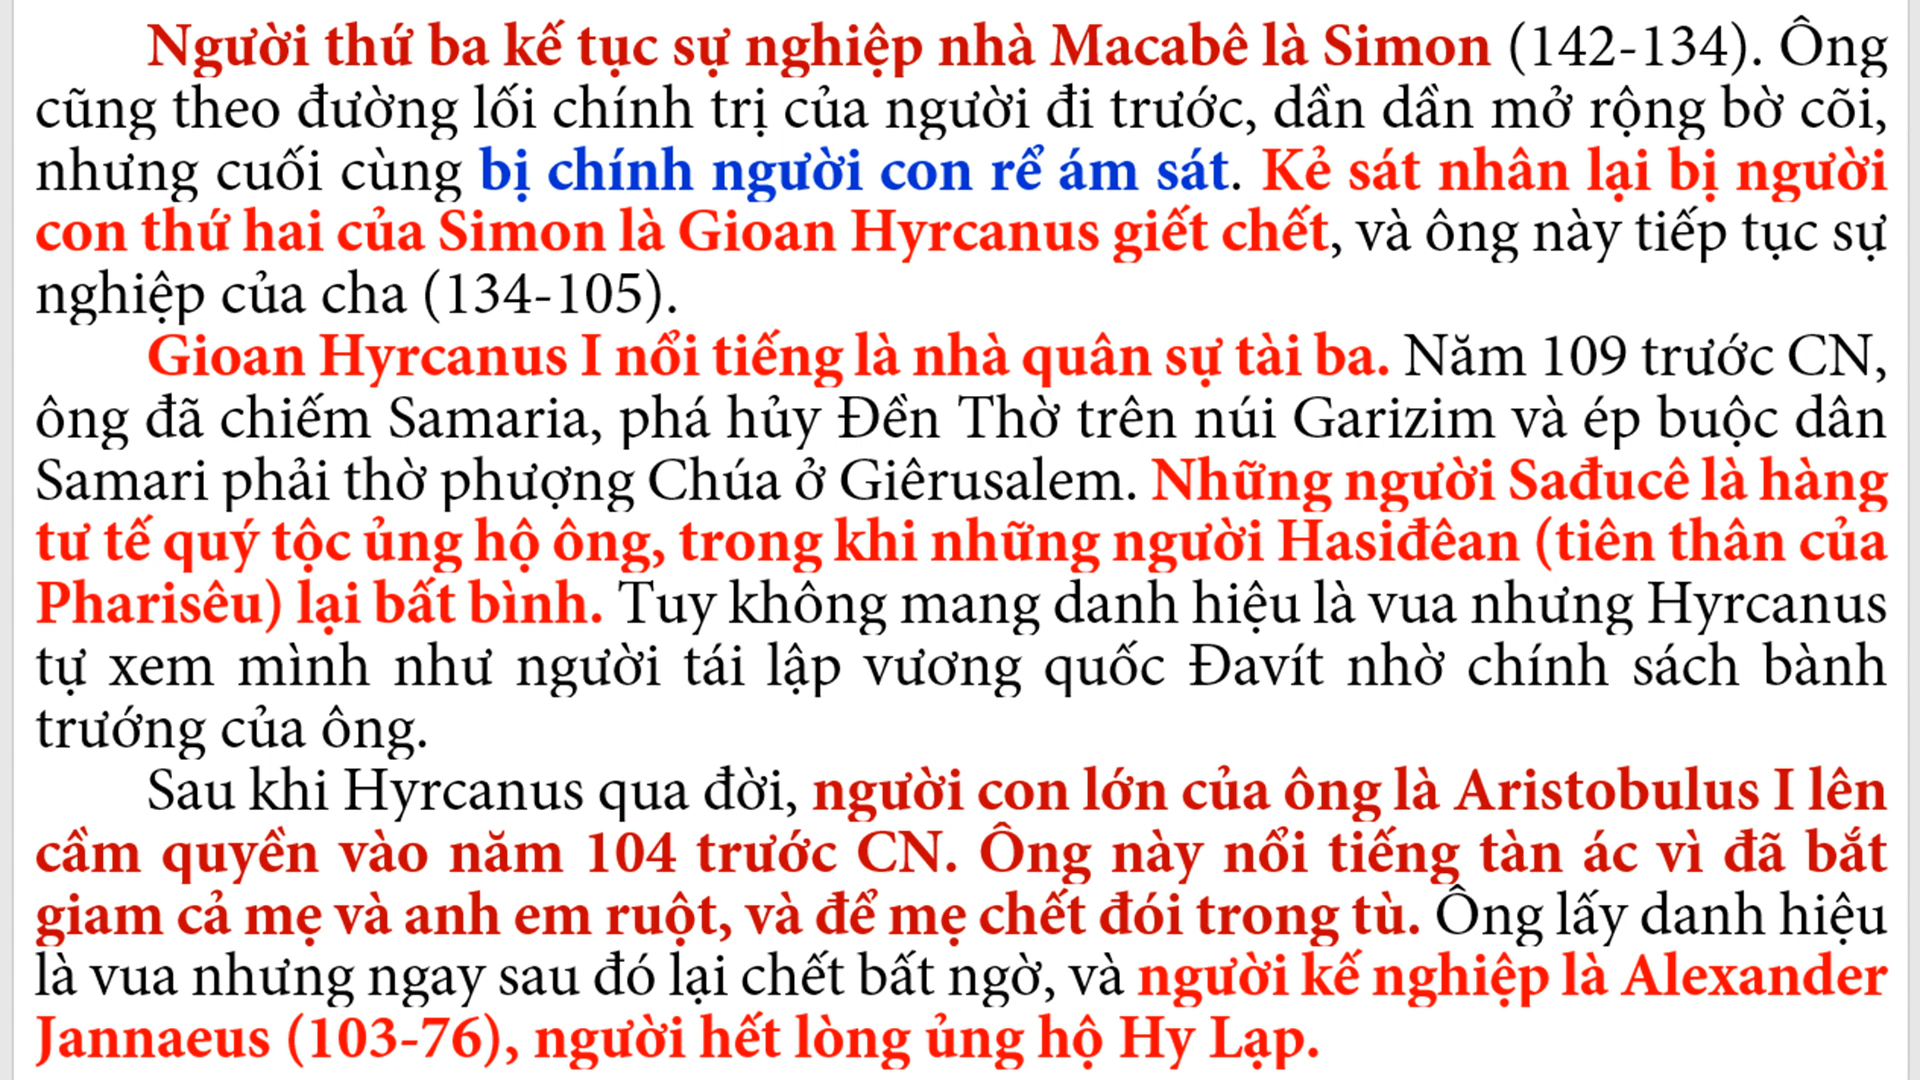 Người thứ ba kế tục sự nghiệp nhà Macabê là Simon (142-134). Ông
cũng theo đường lối chính trị của người đi trước, dần dần mở rộng bờ cõi,
nhưng cuối cùng bị chính người con rể ám sát. Kẻ sát nhân lại bị người
con thứ hai của Simon là Gioan Hyrcanus giết chết, và ông này tiếp tục sự
nghiệp của cha (134-105).
Gioan Hyrcanus I nổi tiếng là nhà quân sự tài ba. Năm 109 trước CN,
ông đã chiếm Samaria, phá hủy Đền Thờ trên núi Garizim và ép buộc dân
Samari phải thờ phượng Chúa ở Giêrusalem. Những người Sađucê là hàng
tư tế quý tộc ủng hộ ông, trong khi những người Hasiđêan (tiên thân của
Pharisêu) lại bất bình. Tuy không mang danh hiệu là vua nhưng Hyrcanus
tự xem mình như người tái lập vương quốc Đavít nhờ chính sách bành
trướng của ông.
Sau khi Hyrcanus qua đời, người con lớn của ông là Aristobulus I lên
cầm quyền vào năm 104 trước CN. Ông này nổi tiếng tàn ác vì đã bắt
giam cả mẹ và anh em ruột, và để mẹ chết đói trong tù. Ông lấy danh hiệu
là vua nhưng ngay sau đó lại chết bất ngờ, và người kế nghiệp là Alexander
Jannaeus (103-76), người hết lòng ủng hộ Hy Lạp.